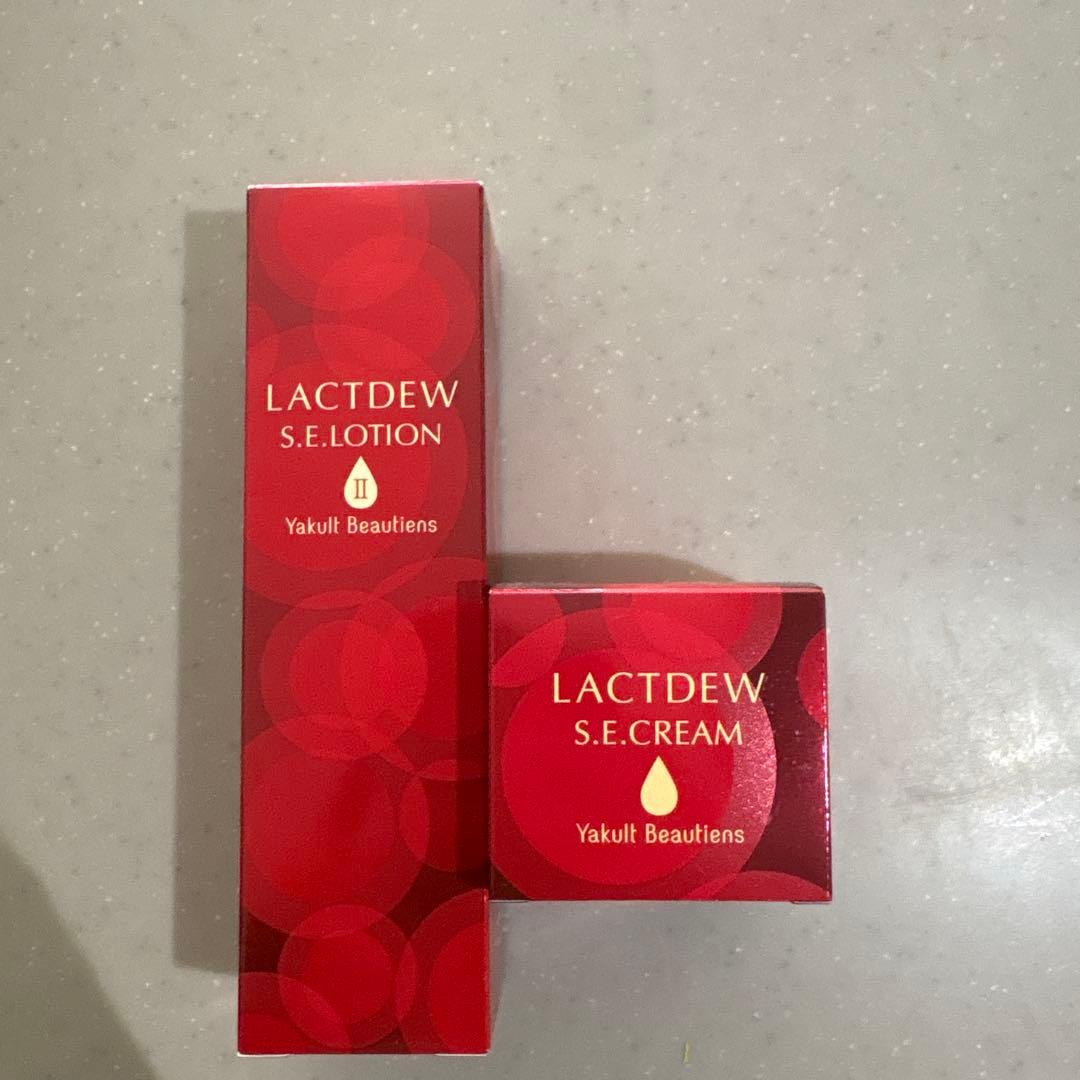 LACTDEW
S.E.LOTION
II
Yakult Beautiens
LACTDEW
S.E.CREAM
Yakult Beautiens